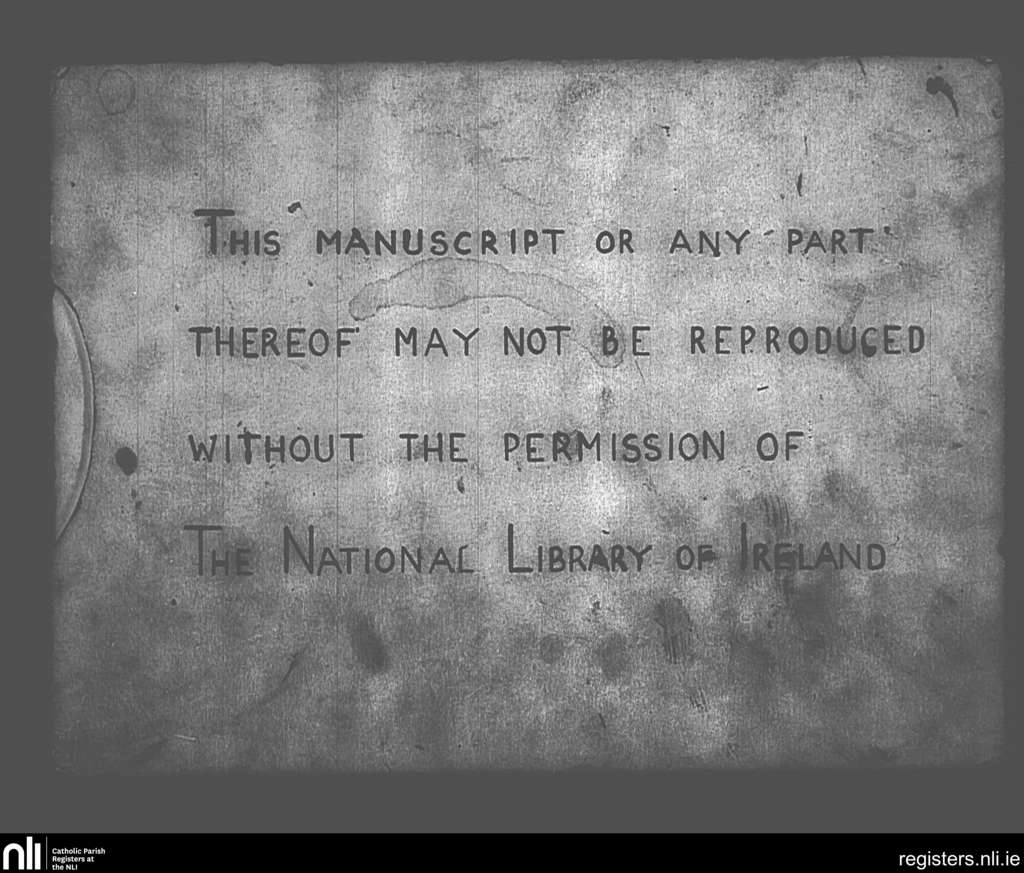 THIS MANUSCRIPT OR ANY PART
THEREOF MAY NOT BE REPRODUCED
WITHOUT THE PERMISSION OF
THE NATIONAL LIBRARY OF IRELAND
nli
Catholic Parish
Registers at
the NLI
registers.nli.ie